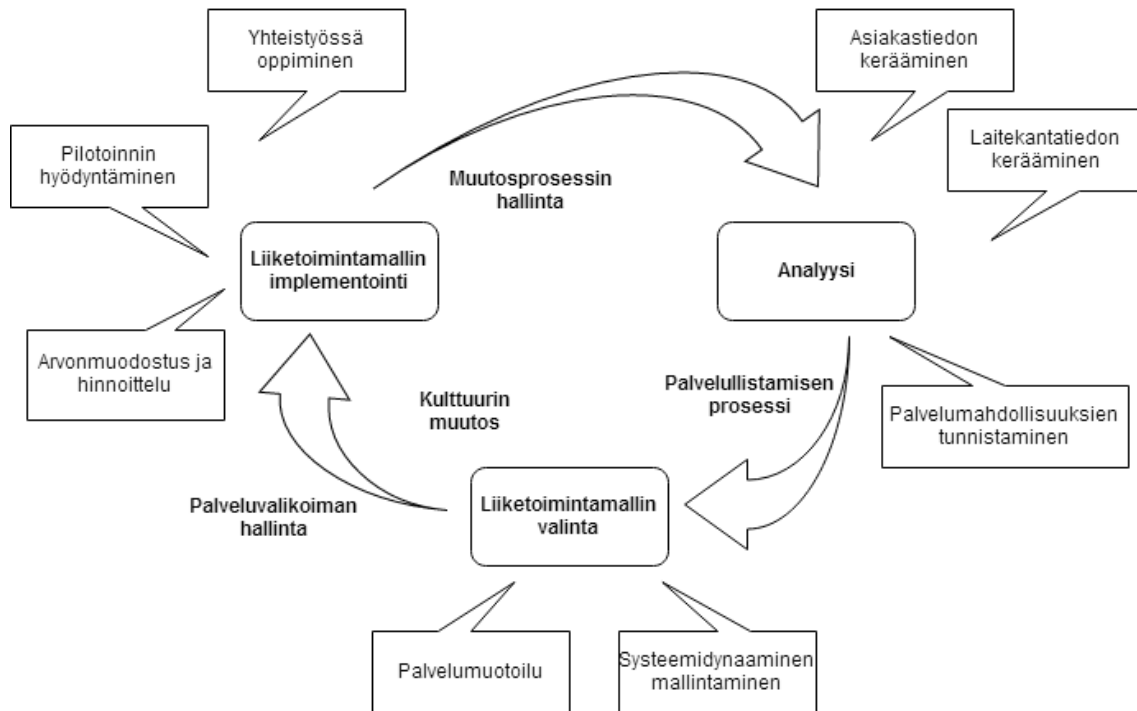 Yhteistyössä
oppiminen
Asiakastiedon
kerääminen
Pilotoinnin
hyödyntäminen
Laitekantatiedon
kerääminen
Muutosprosessin
hallinta
Liiketoimintamallin
implementointi
Analyysi
Arvonmuodostus ja
hinnoittelu
Kulttuurin
muutos
Palvelullistamisen
prosessi
Palvelumahdollisuuksien
tunnistaminen
Palveluvalikoiman
hallinta
Liiketoimintamallin
valinta
Palvelumuotoilu
Systeemidynaaminen
mallintaminen